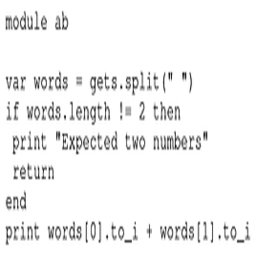 module ab
var words = gets.split(" ")
if words.length != 2 then
print "Expected two numbers"
return
end
print words[0].to_i + words[1].to_i